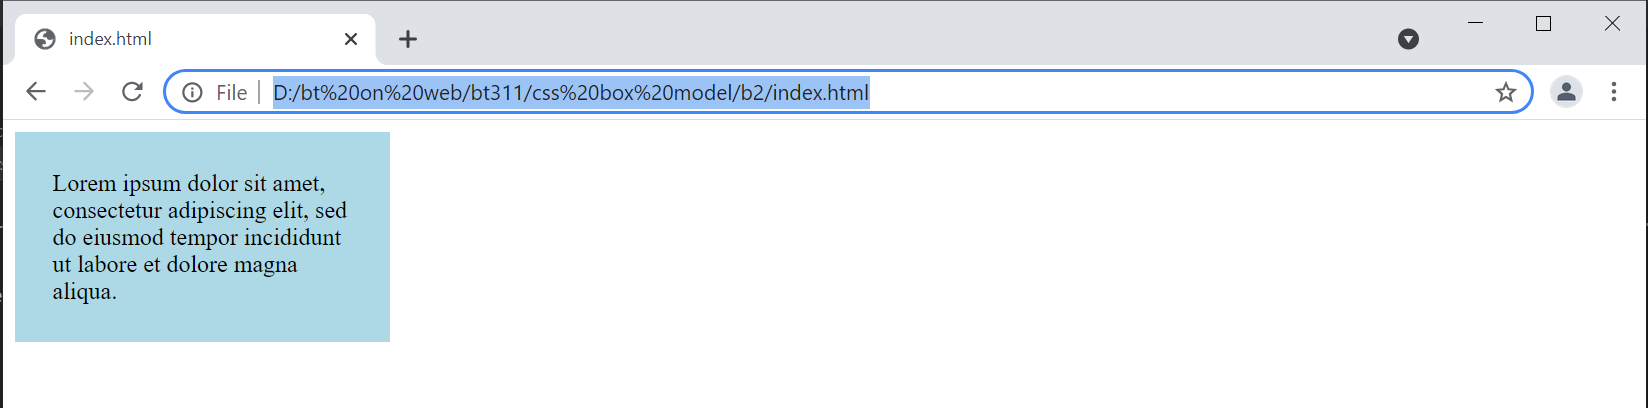 index.html
File D:/bt%20on%20web/bt311/css%20box%20model/b2/index.html
Lorem ipsum dolor sit amet,
consectetur adipiscing elit, sed
do eiusmod tempor incididunt
ut labore et dolore magna
aliqua.